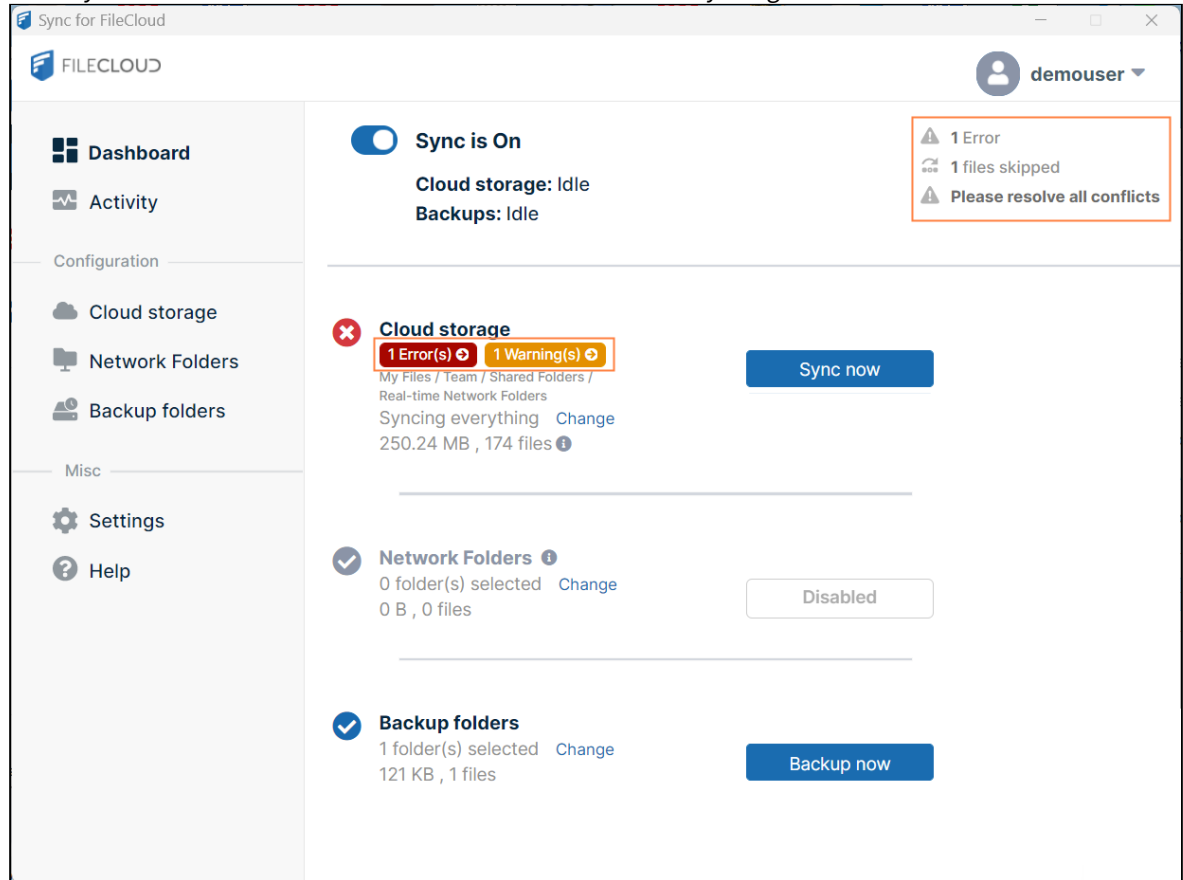 Sync for FileCloud
FILECLOUD
demouser
Dashboard
Activity
Configuration
Cloud storage
Network Folders
Backup folders
Misc
Settings
Help
Sync is On
Cloud storage: Idle
Backups: Idle
1 Error
1 files skipped
Please resolve all conflicts
Cloud storage
1 Error(s) 1 Warning(s)
My Files / Team / Shared Folders /
Real-time Network Folders
Syncing everything Change
250.24 MB , 174 files
Sync now
Network Folders
0 folder(s) selected Change
0 B , 0 files
Disabled
Backup folders
1 folder(s) selected Change
121 KB , 1 files
Backup now